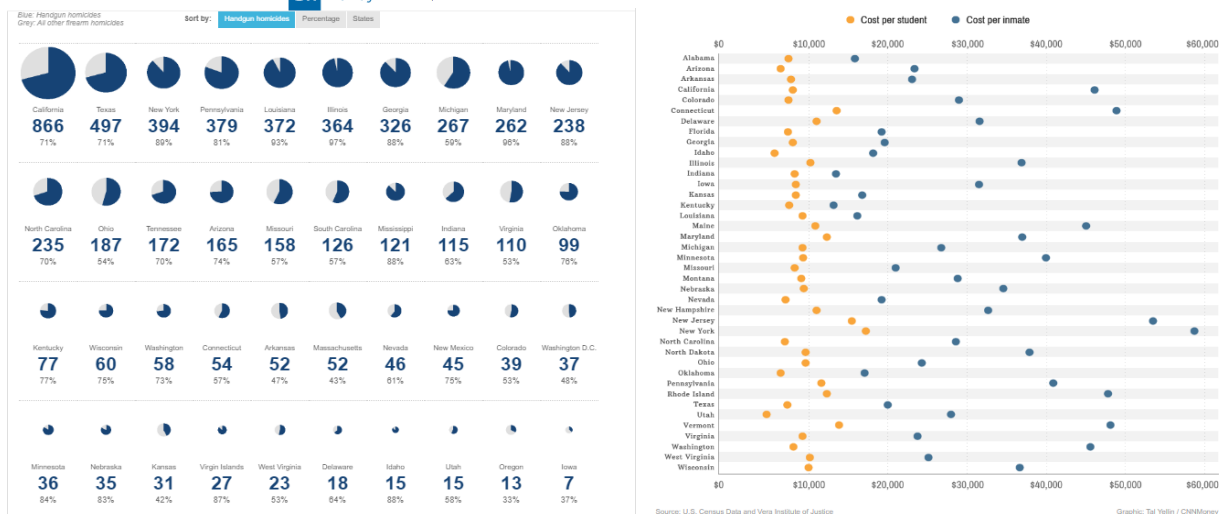 Blue: Handgun homicides
Grey: All other firearm homicides
Sort by: Handgun homicides Percentage States
California Texas New York Pennsylvania Louisiana Illinois Georgia Michigan Maryland New Jersey
866 497 394 379 372 364 326 267 262 238
71% 71% 89% 81% 93% 97% 88% 59% 96% 88%
North Carolina Ohio Tennessee Arizona Missouri South Carolina Mississippi Indiana Virginia Oklahoma
235 187 172 165 158 126 121 115 110 99
70% 54% 70% 74% 57% 57% 88% 63% 53% 76%
Kentucky Wisconsin Washington Connecticut Arkansas Massachusetts Nevada New Mexico Colorado Washington D.C.
77 60 58 54 52 52 46 45 39 37
77% 75% 73% 57% 47% 43% 61% 75% 53% 48%
Minnesota Nebraska Kansas Virgin Islands West Virginia Delaware Idaho Utah Oregon Iowa
36 35 31 27 23 18 15 15 13 7
84% 83% 42% 87% 53% 64% 88% 58% 33% 37%
Cost per student Cost per inmate
$0 $10,000 $20,000 $30,000 $40,000 $50,000 $60,000
Alabama
Arizona
Arkansas
California
Colorado
Connecticut
Delaware
Florida
Georgia
Idaho
Illinois
Indiana
Iowa
Kansas
Kentucky
Louisiana
Maine
Maryland
Michigan
Minnesota
Missouri
Montana
Nebraska
Nevada
New Hampshire
New Jersey
New York
North Carolina
North Dakota
Ohio
Oklahoma
Pennsylvania
Rhode Island
Texas
Utah
Vermont
Virginia
Washington
West Virginia
Wisconsin
$0 $10,000 $20,000 $30,000 $40,000 $50,000 $60,000
Source: U.S. Census Data and Vera Institute of Justice
Graphic: Tal Yellin / CNNMoney